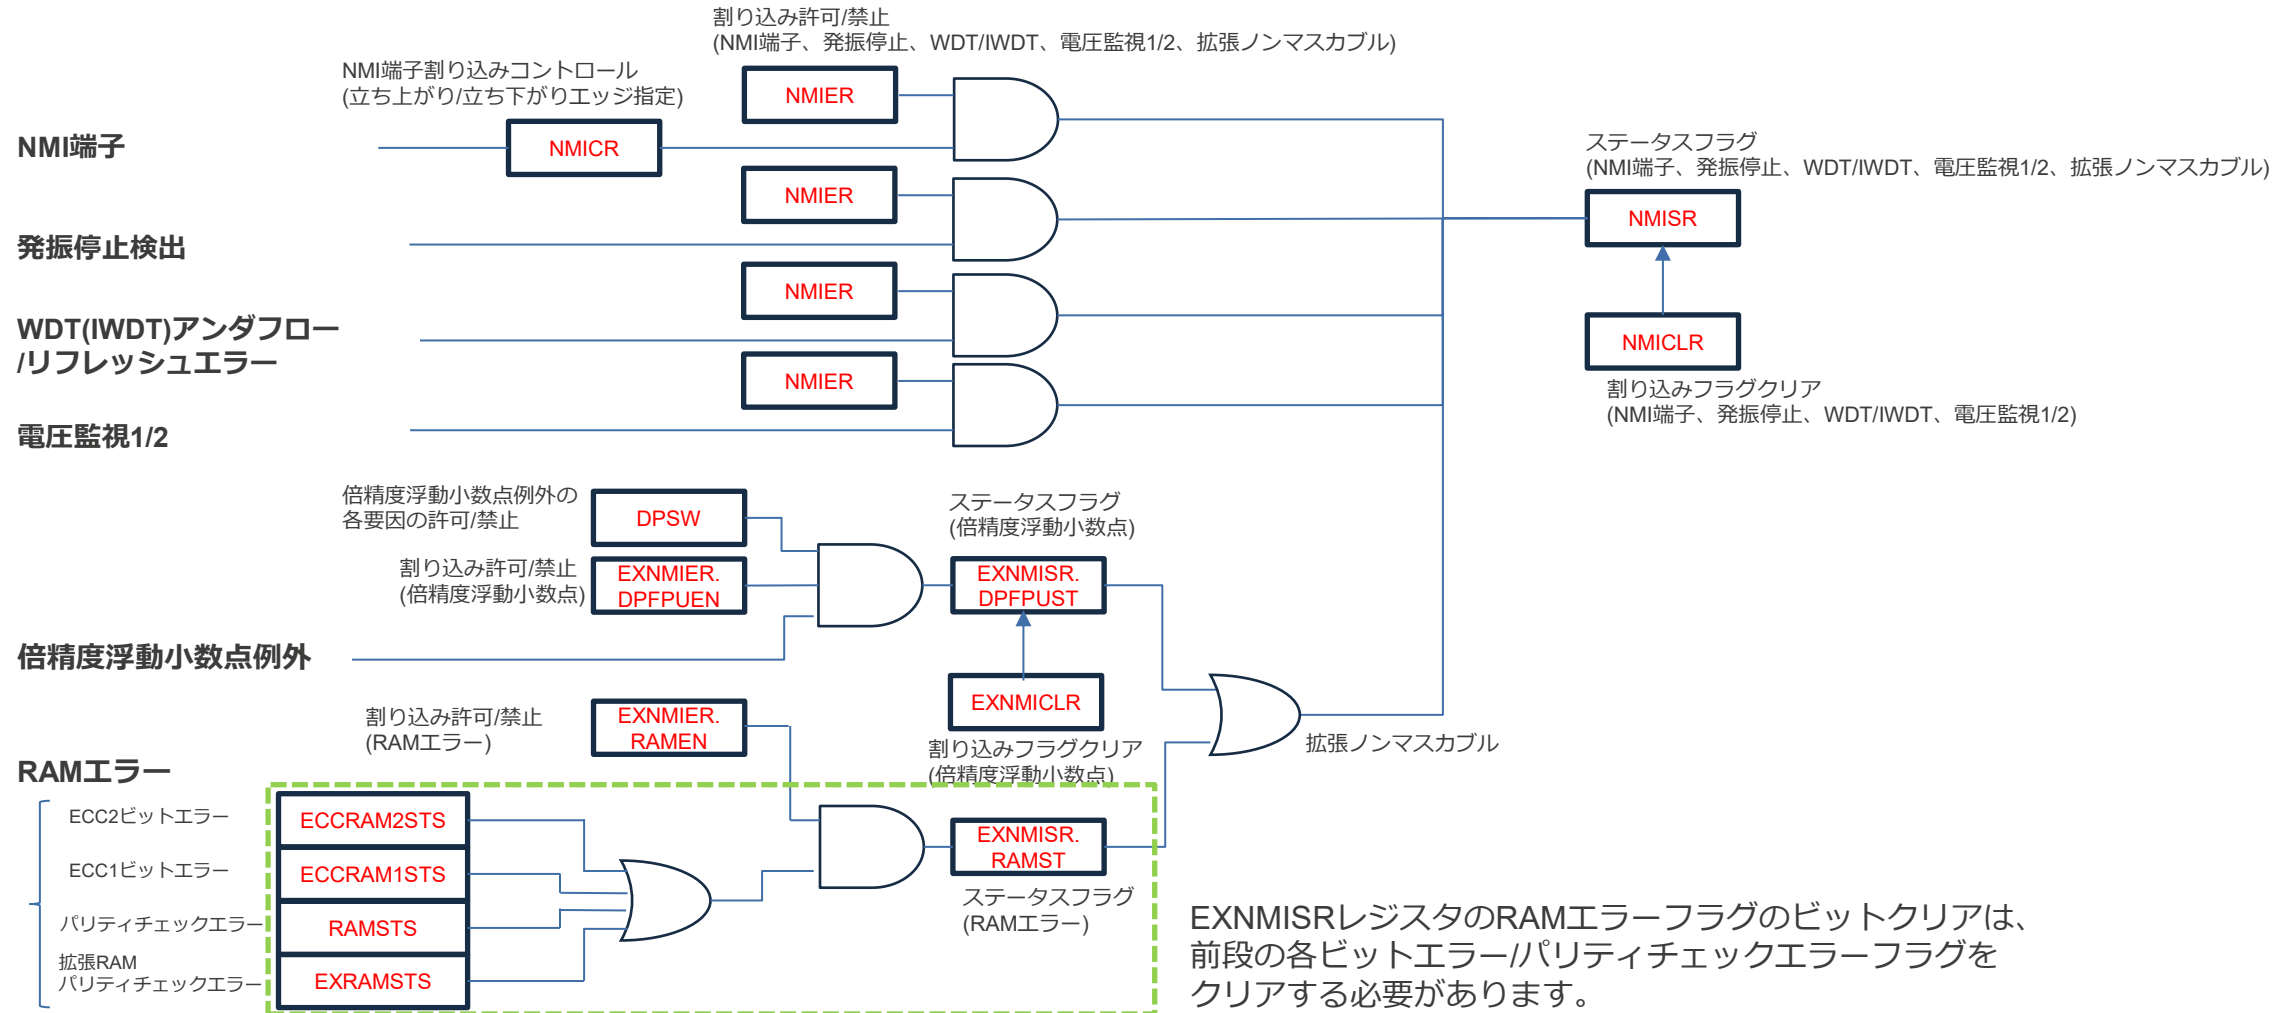 割り込み許可/禁止
(NMI端子、発振停止、WDT/IWDT、電圧監視1/2、拡張ノンマスカブル)
NMI端子割り込みコントロール
(立ち上がり/立ち下がりエッジ指定)
NMIER
NMI端子
NMICR
ステータスフラグ
(NMI端子、発振停止、WDT/IWDT、電圧監視1/2、拡張ノンマスカブル)
NMIER
NMISR
発振停止検出
NMIER
WDT(IWDT)アンダフロー
/リフレッシュエラー
NMICLR
NMIER
割り込みフラグクリア
(NMI端子、発振停止、WDT/IWDT、電圧監視1/2)
電圧監視1/2
倍精度浮動小数点例外の
各要因の許可/禁止
DPSW
ステータスフラグ
(倍精度浮動小数点)
割り込み許可/禁止
(倍精度浮動小数点)
EXNMIER.
DPFPUEN
EXNMISR.
DPFPUST
倍精度浮動小数点例外
EXNMICLR
割り込みフラグクリア
(倍精度浮動小数点)
割り込み許可/禁止
(RAMエラー)
EXNMIER.
RAMEN
拡張ノンマスカブル
RAMエラー
ECC2ビットエラー
ECCRAM2STS
ECC1ビットエラー
ECCRAM1STS
EXNMISR.
RAMST
ステータスフラグ
(RAMエラー)
パリティチェックエラー
RAMSTS
拡張RAM
パリティチェックエラー
EXRAMSTS
EXNMISRレジスタのRAMエラーフラグのビットクリアは、
前段の各ビットエラー/パリティチェックエラーフラグを
クリアする必要があります。